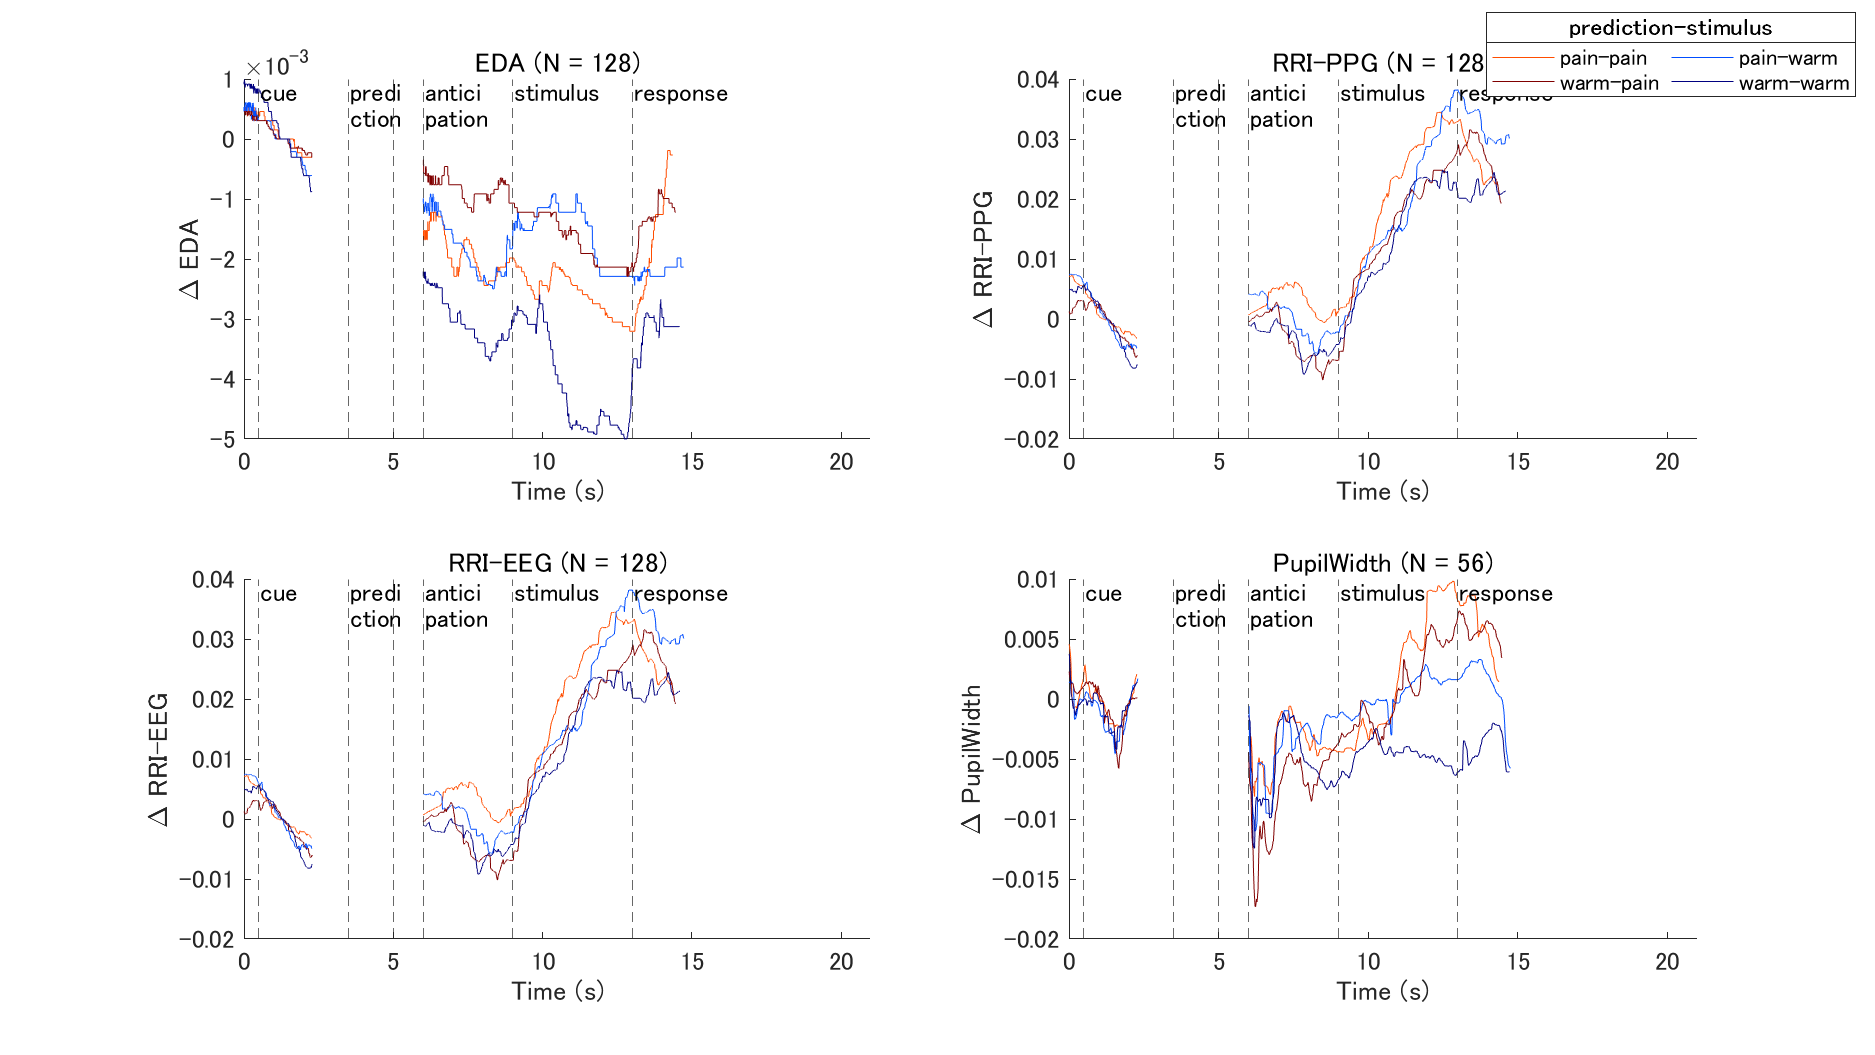 prediction-stimulus
pain-pain pain-warm
warm-pain warm-warm
EDA (N = 128)
×10⁻³
1
0
-1
-2
-3
-4
-5
Δ EDA
cue
predi
ction
antici
pation
stimulus
response
0 5 10 15 20
Time (s)
RRI-PPG (N = 128
0.04
0.03
0.02
0.01
0
-0.01
-0.02
Δ RRI-PPG
cue
predi
ction
antici
pation
stimulus
response
0 5 10 15 20
Time (s)
RRI-EEG (N = 128)
0.04
0.03
0.02
0.01
0
-0.01
-0.02
Δ RRI-EEG
cue
predi
ction
antici
pation
stimulus
response
0 5 10 15 20
Time (s)
PupilWidth (N = 56)
0.01
0.005
0
-0.005
-0.01
-0.015
-0.02
Δ PupilWidth
cue
predi
ction
antici
pation
stimulus
response
0 5 10 15 20
Time (s)